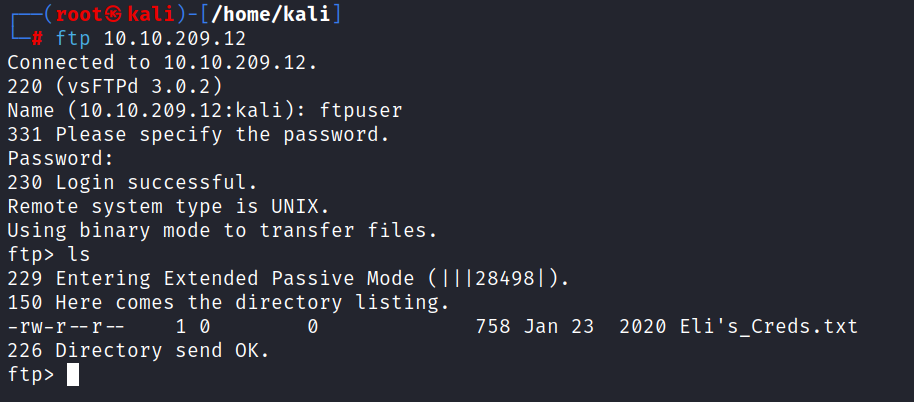 ┌──(root㉿kali)-[/home/kali]
└─# ftp 10.10.209.12
Connected to 10.10.209.12.
220 (vsFTPd 3.0.2)
Name (10.10.209.12:kali): ftpuser
331 Please specify the password.
Password:
230 Login successful.
Remote system type is UNIX.
Using binary mode to transfer files.
ftp> ls
229 Entering Extended Passive Mode (|||28498|).
150 Here comes the directory listing.
-rw-r--r--    1 0        0             758 Jan 23  2020 Eli's_Creds.txt
226 Directory send OK.
ftp>